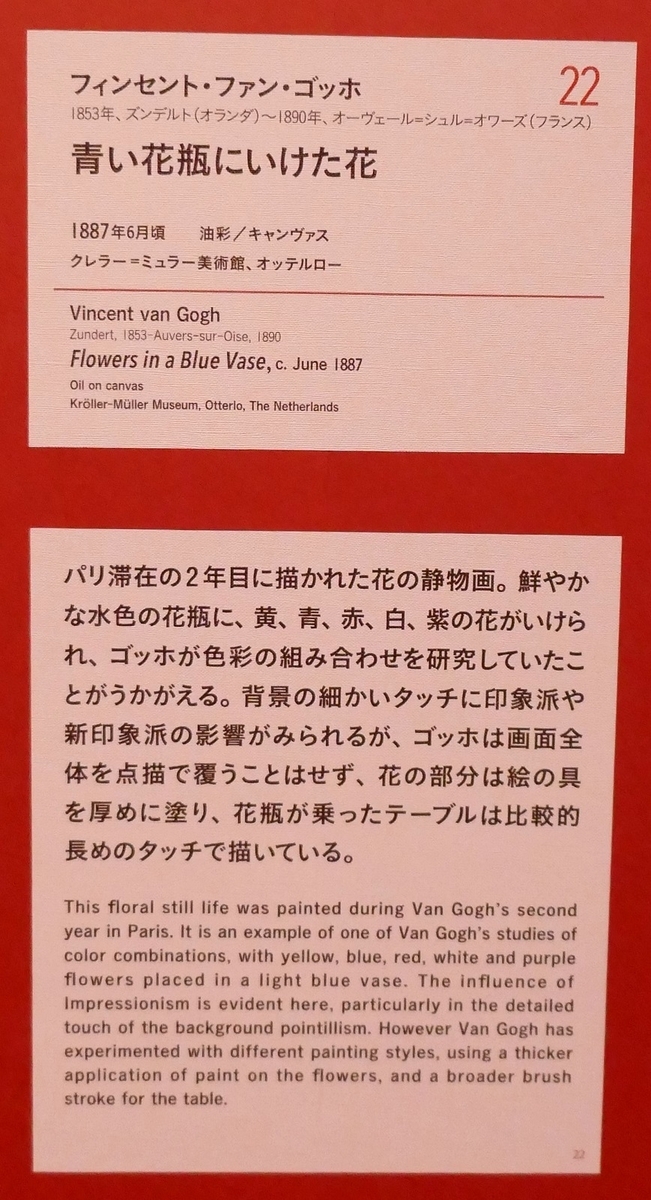 フィンセント・ファン・ゴッホ 22
1853年、ズンデルト(オランダ)〜1890年、オーヴェール=シュル=オワーズ(フランス)
青い花瓶にいけた花
1887年6月頃 油彩/キャンヴァス
クレラー=ミュラー美術館、オッテルロー
Vincent van Gogh
Zundert, 1853-Auvers-sur-Oise, 1890
Flowers in a Blue Vase, c. June 1887
Oil on canvas
Kröller-Müller Museum, Otterlo, The Netherlands
パリ滞在の2年目に描かれた花の静物画。鮮やか
な水色の花瓶に、黄、青、赤、白、紫の花がいけら
れ、ゴッホが色彩の組み合わせを研究していたこ
とがうかがえる。背景の細かいタッチに印象派や
新印象派の影響がみられるが、ゴッホは画面全
体を点描で覆うことはせず、花の部分は絵の具
を厚めに塗り、花瓶が乗ったテーブルは比較的
長めのタッチで描いている。
This floral still life was painted during Van Gogh's second
year in Paris. It is an example of one of Van Gogh's studies of
color combinations, with yellow, blue, red, white and purple
flowers placed in a light blue vase. The influence of
Impressionism is evident here, particularly in the detailed
touch of the background pointillism. However Van Gogh has
experimented with different painting styles, using a thicker
application of paint on the flowers, and a broader brush
stroke for the table.
22